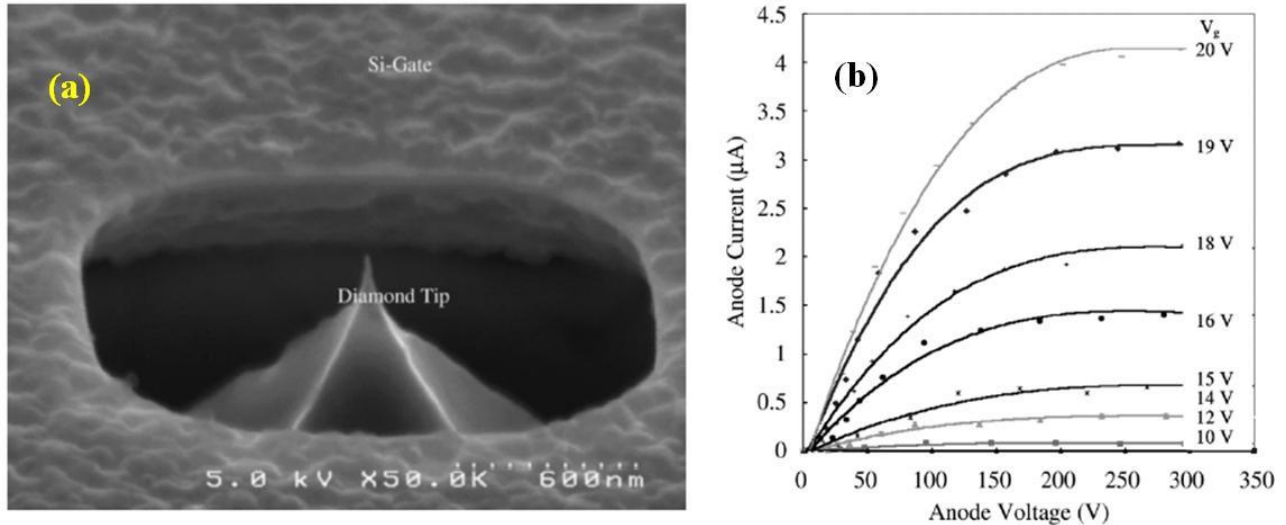 (a)
Si-Gate
Diamond Tip
5.0 kV X50.0K 600nm
(b)
Anode Current (μA)
4.5
4
3.5
3
2.5
2
1.5
1
0.5
0
0 50 100 150 200 250 300 350
Anode Voltage (V)
Vg
20 V
19 V
18 V
16 V
15 V
14 V
12 V
10 V